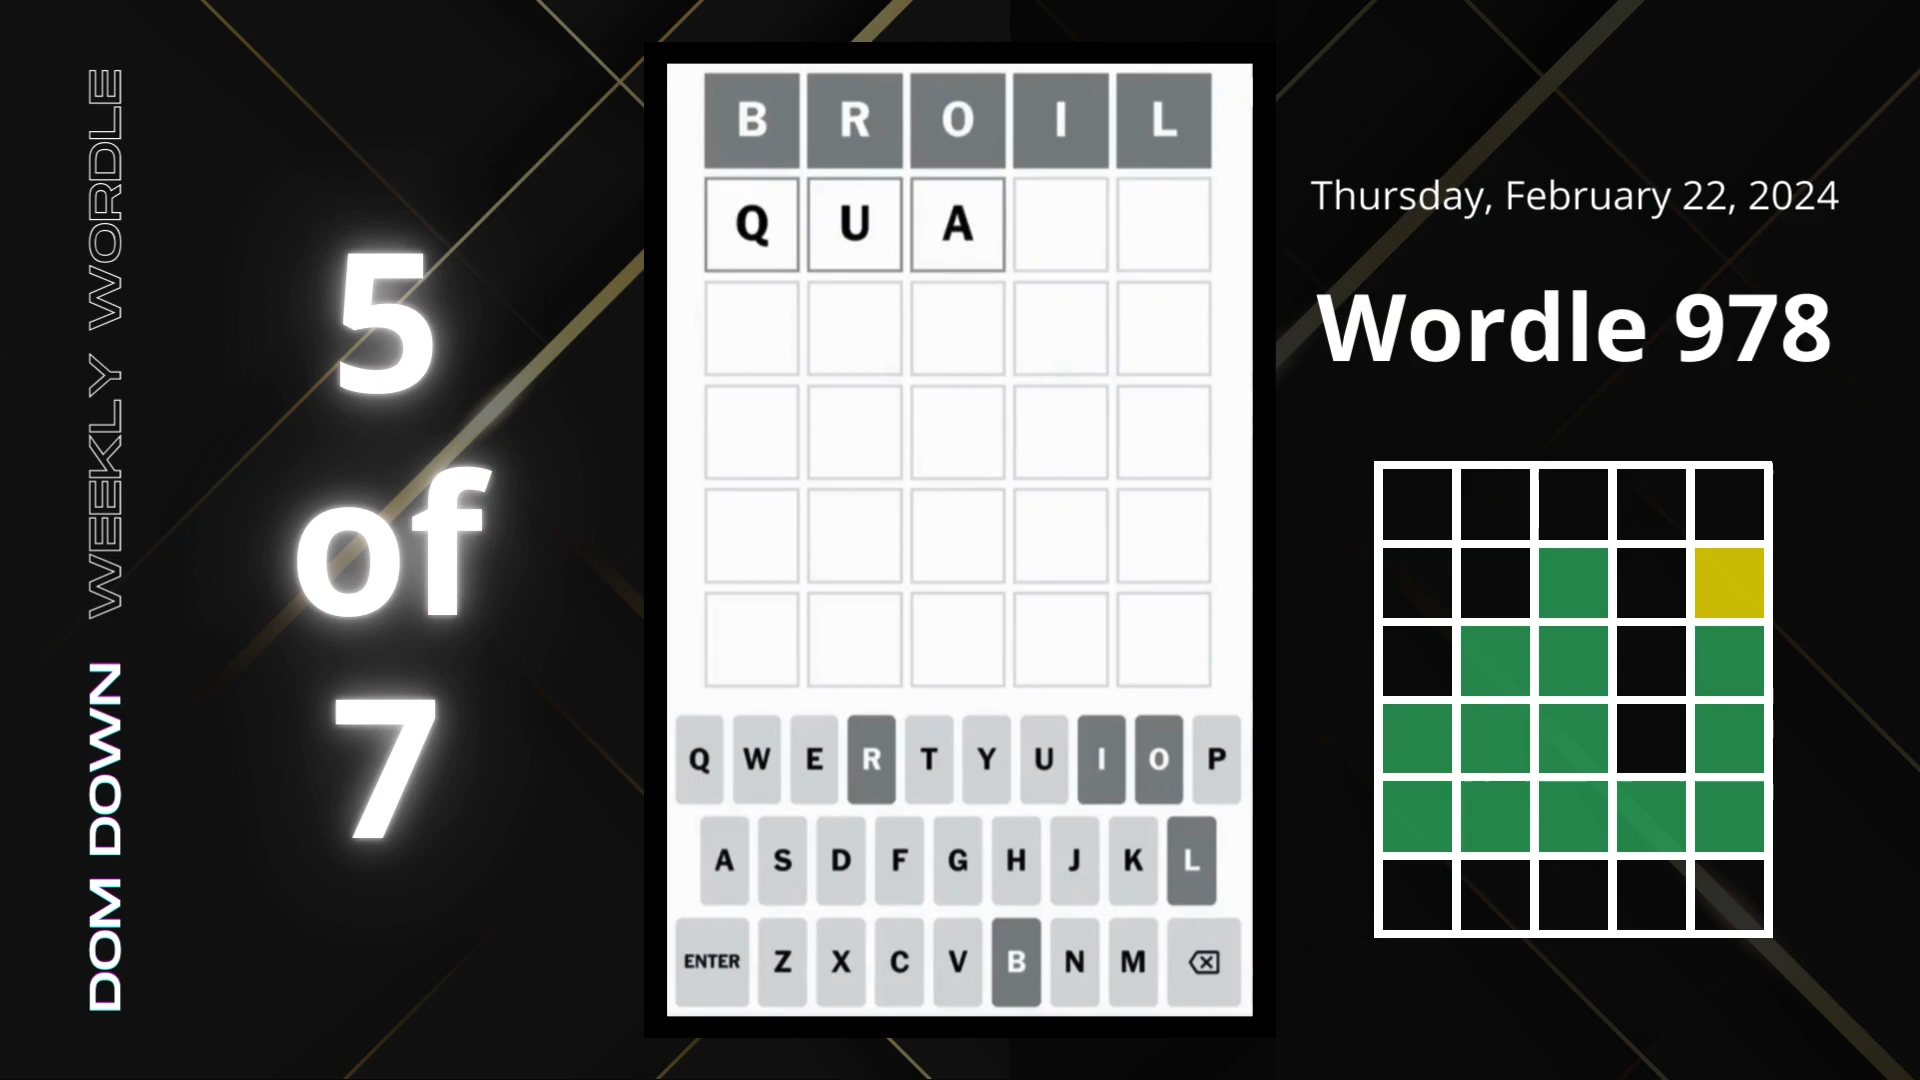 DOM DOWN WEEKLY WORDLE
5
of
7
B R O I L
Q U A
Q W E R T Y U I O P
A S D F G H J K L
ENTER Z X C V B N M
Thursday, February 22, 2024
Wordle 978